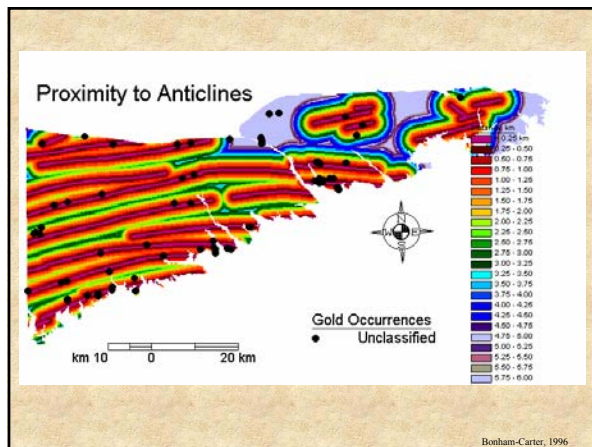 Proximity to Anticlines
km
0.25 - 0.50
0.50 - 0.75
0.75 - 1.00
1.00 - 1.25
1.25 - 1.50
1.50 - 1.75
1.75 - 2.00
2.00 - 2.25
2.25 - 2.50
2.50 - 2.75
2.75 - 3.00
3.00 - 3.25
3.25 - 3.50
3.50 - 3.75
3.75 - 4.00
4.00 - 4.25
4.25 - 4.50
4.50 - 4.75
4.75 - 5.00
5.00 - 5.25
5.25 - 5.50
5.50 - 5.75
5.75 - 6.00
N
W E
S
Gold Occurrences
Unclassified
km 10 0 20 km
Bonham-Carter, 1996